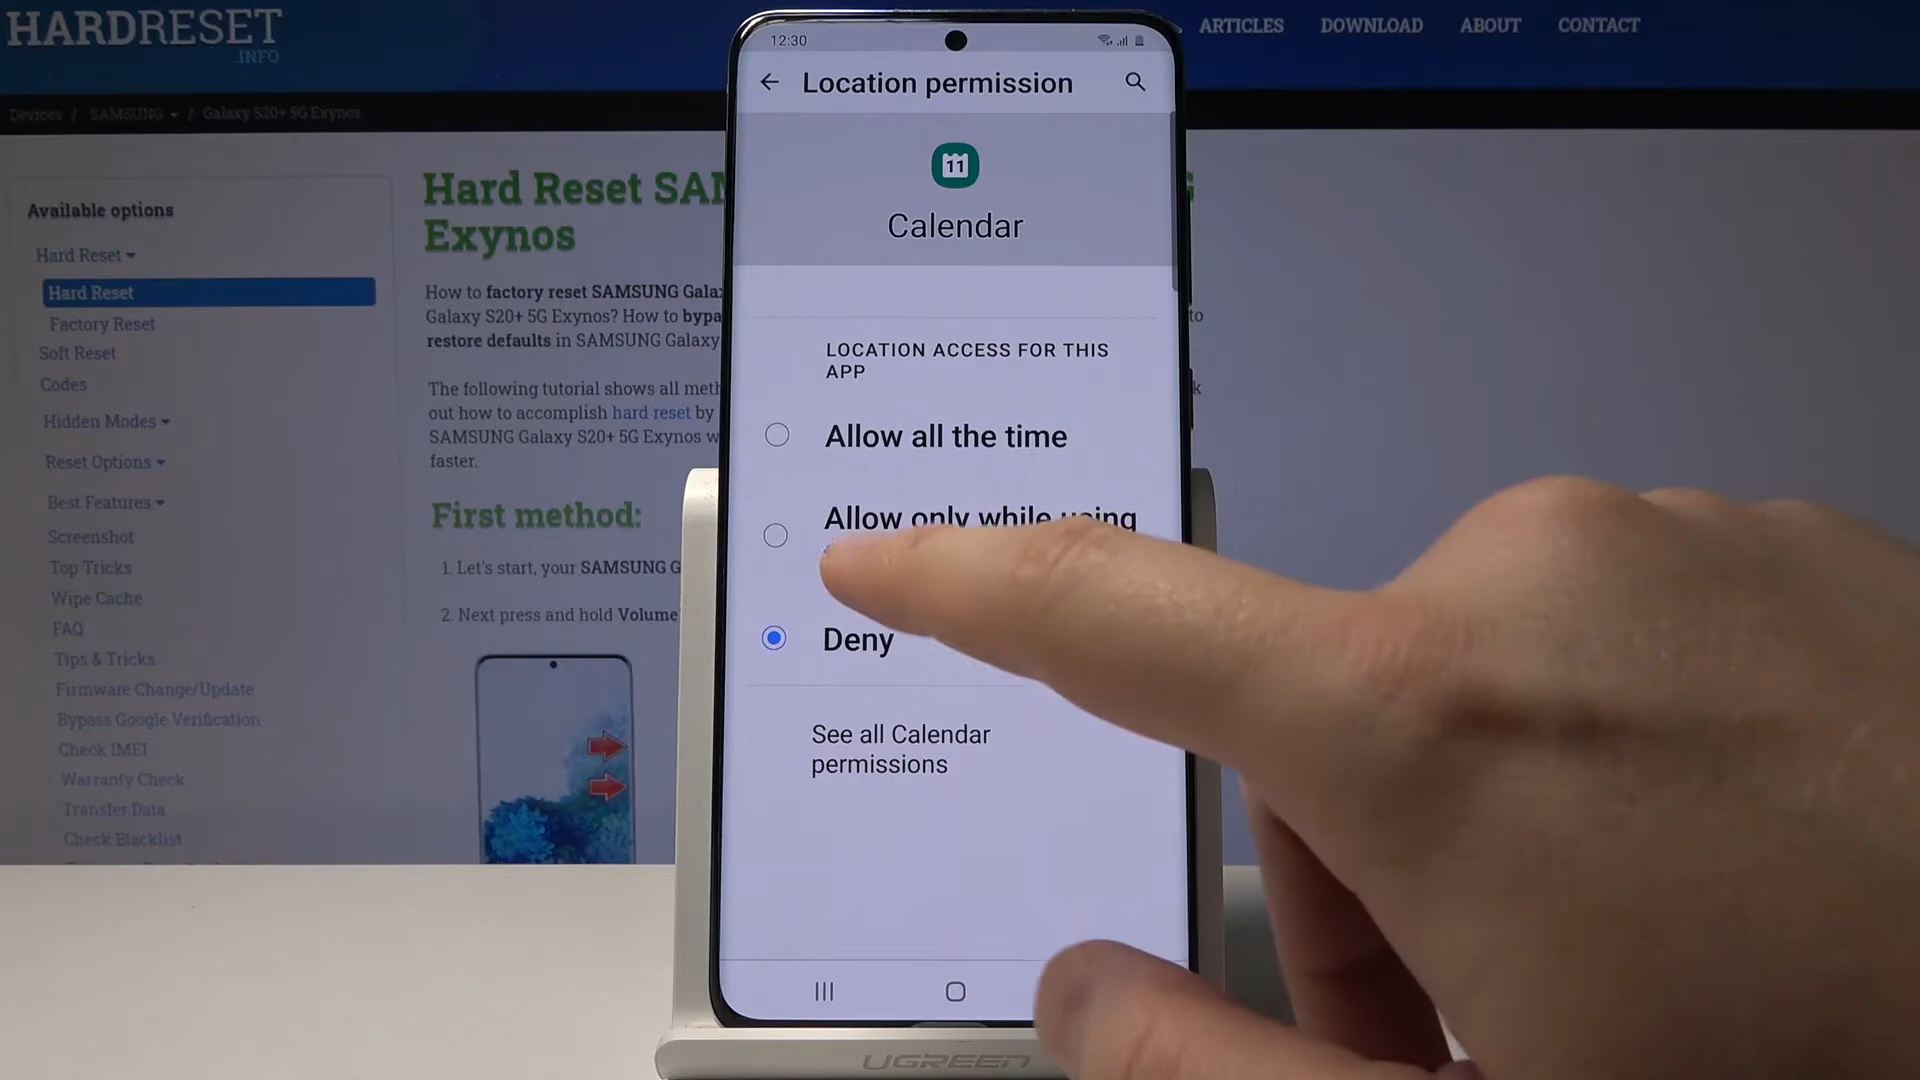 HARDRESET
.INFO
ARTICLES
DOWNLOAD
ABOUT
CONTACT
Devices / SAMSUNG / Galaxy S20+ 5G Exynos
Available options
Hard Reset
Hard Reset
Factory Reset
Soft Reset
Codes
Hidden Modes
Reset Options
Best Features
Screenshot
Top Tricks
Wipe Cache
FAQ
Tips & Tricks
Firmware Change/Update
Bypass Google Verification
Check IMEI
Warranty Check
Transfer Data
Check Blacklist
Hard Reset
Exynos
How to factory reset SAMSUNG
Galaxy S20+ 5G Exynos? How to
to
restore defaults in SAMSUNG Galaxy
The following tutorial shows all
out how to accomplish hard reset by
SAMSUNG Galaxy S20+ 5G Exynos
faster.
First method:
1. Let's start, your SAMSUNG
2. Next press and hold Volume
12:30
Location permission
11
Calendar
LOCATION ACCESS FOR THIS
APP
Allow all the time
Allow only while using
Deny
See all Calendar
permissions
UGREEN